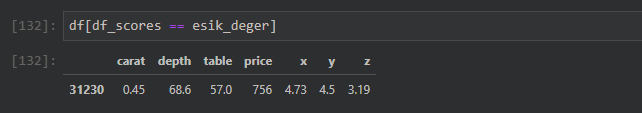 [132]: df[df_scores == esik_deger]
[132]: carat depth table price x y z
31230 0.45 68.6 57.0 756 4.73 4.5 3.19